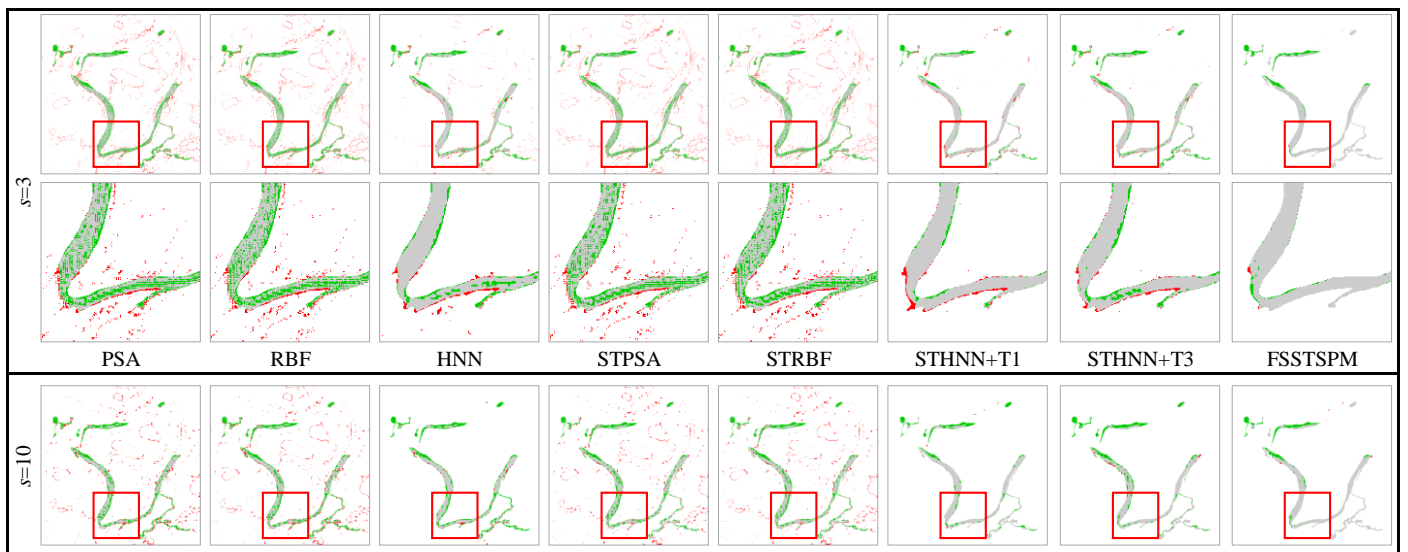 s=3
PSA RBF HNN STPSA STRBF STHNN+T1 STHNN+T3 FSSTSPM
s=10